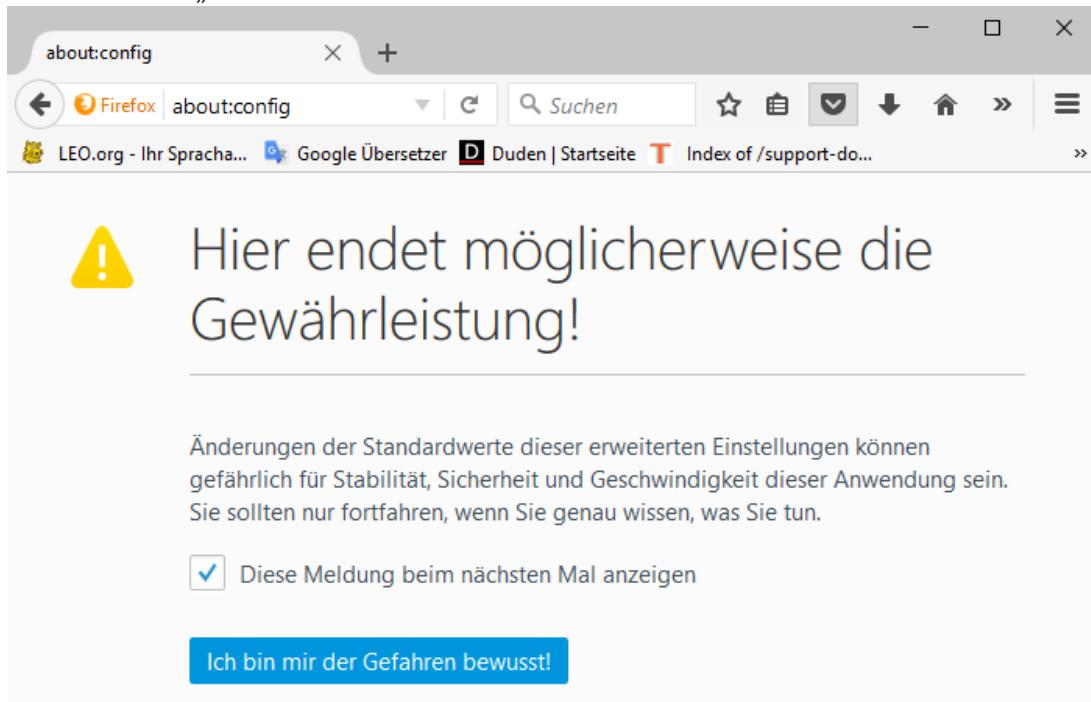 „
about:config
Firefox about:config Suchen
LEO.org - Ihr Spracha... Google Übersetzer D Duden | Startseite T Index of /support-do... »
Hier endet möglicherweise die
Gewährleistung!
Änderungen der Standardwerte dieser erweiterten Einstellungen können
gefährlich für Stabilität, Sicherheit und Geschwindigkeit dieser Anwendung sein.
Sie sollten nur fortfahren, wenn Sie genau wissen, was Sie tun.
Diese Meldung beim nächsten Mal anzeigen
Ich bin mir der Gefahren bewusst!